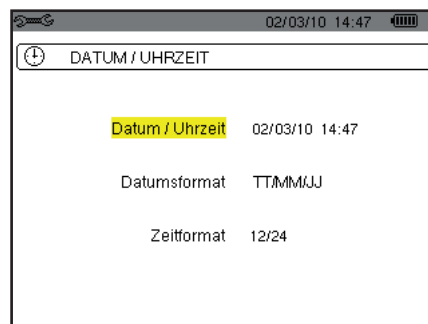 02/03/10 14:47
DATUM / UHRZEIT
Datum / Uhrzeit 02/03/10 14:47
Datumsformat TT/MM/JJ
Zeitformat 12/24